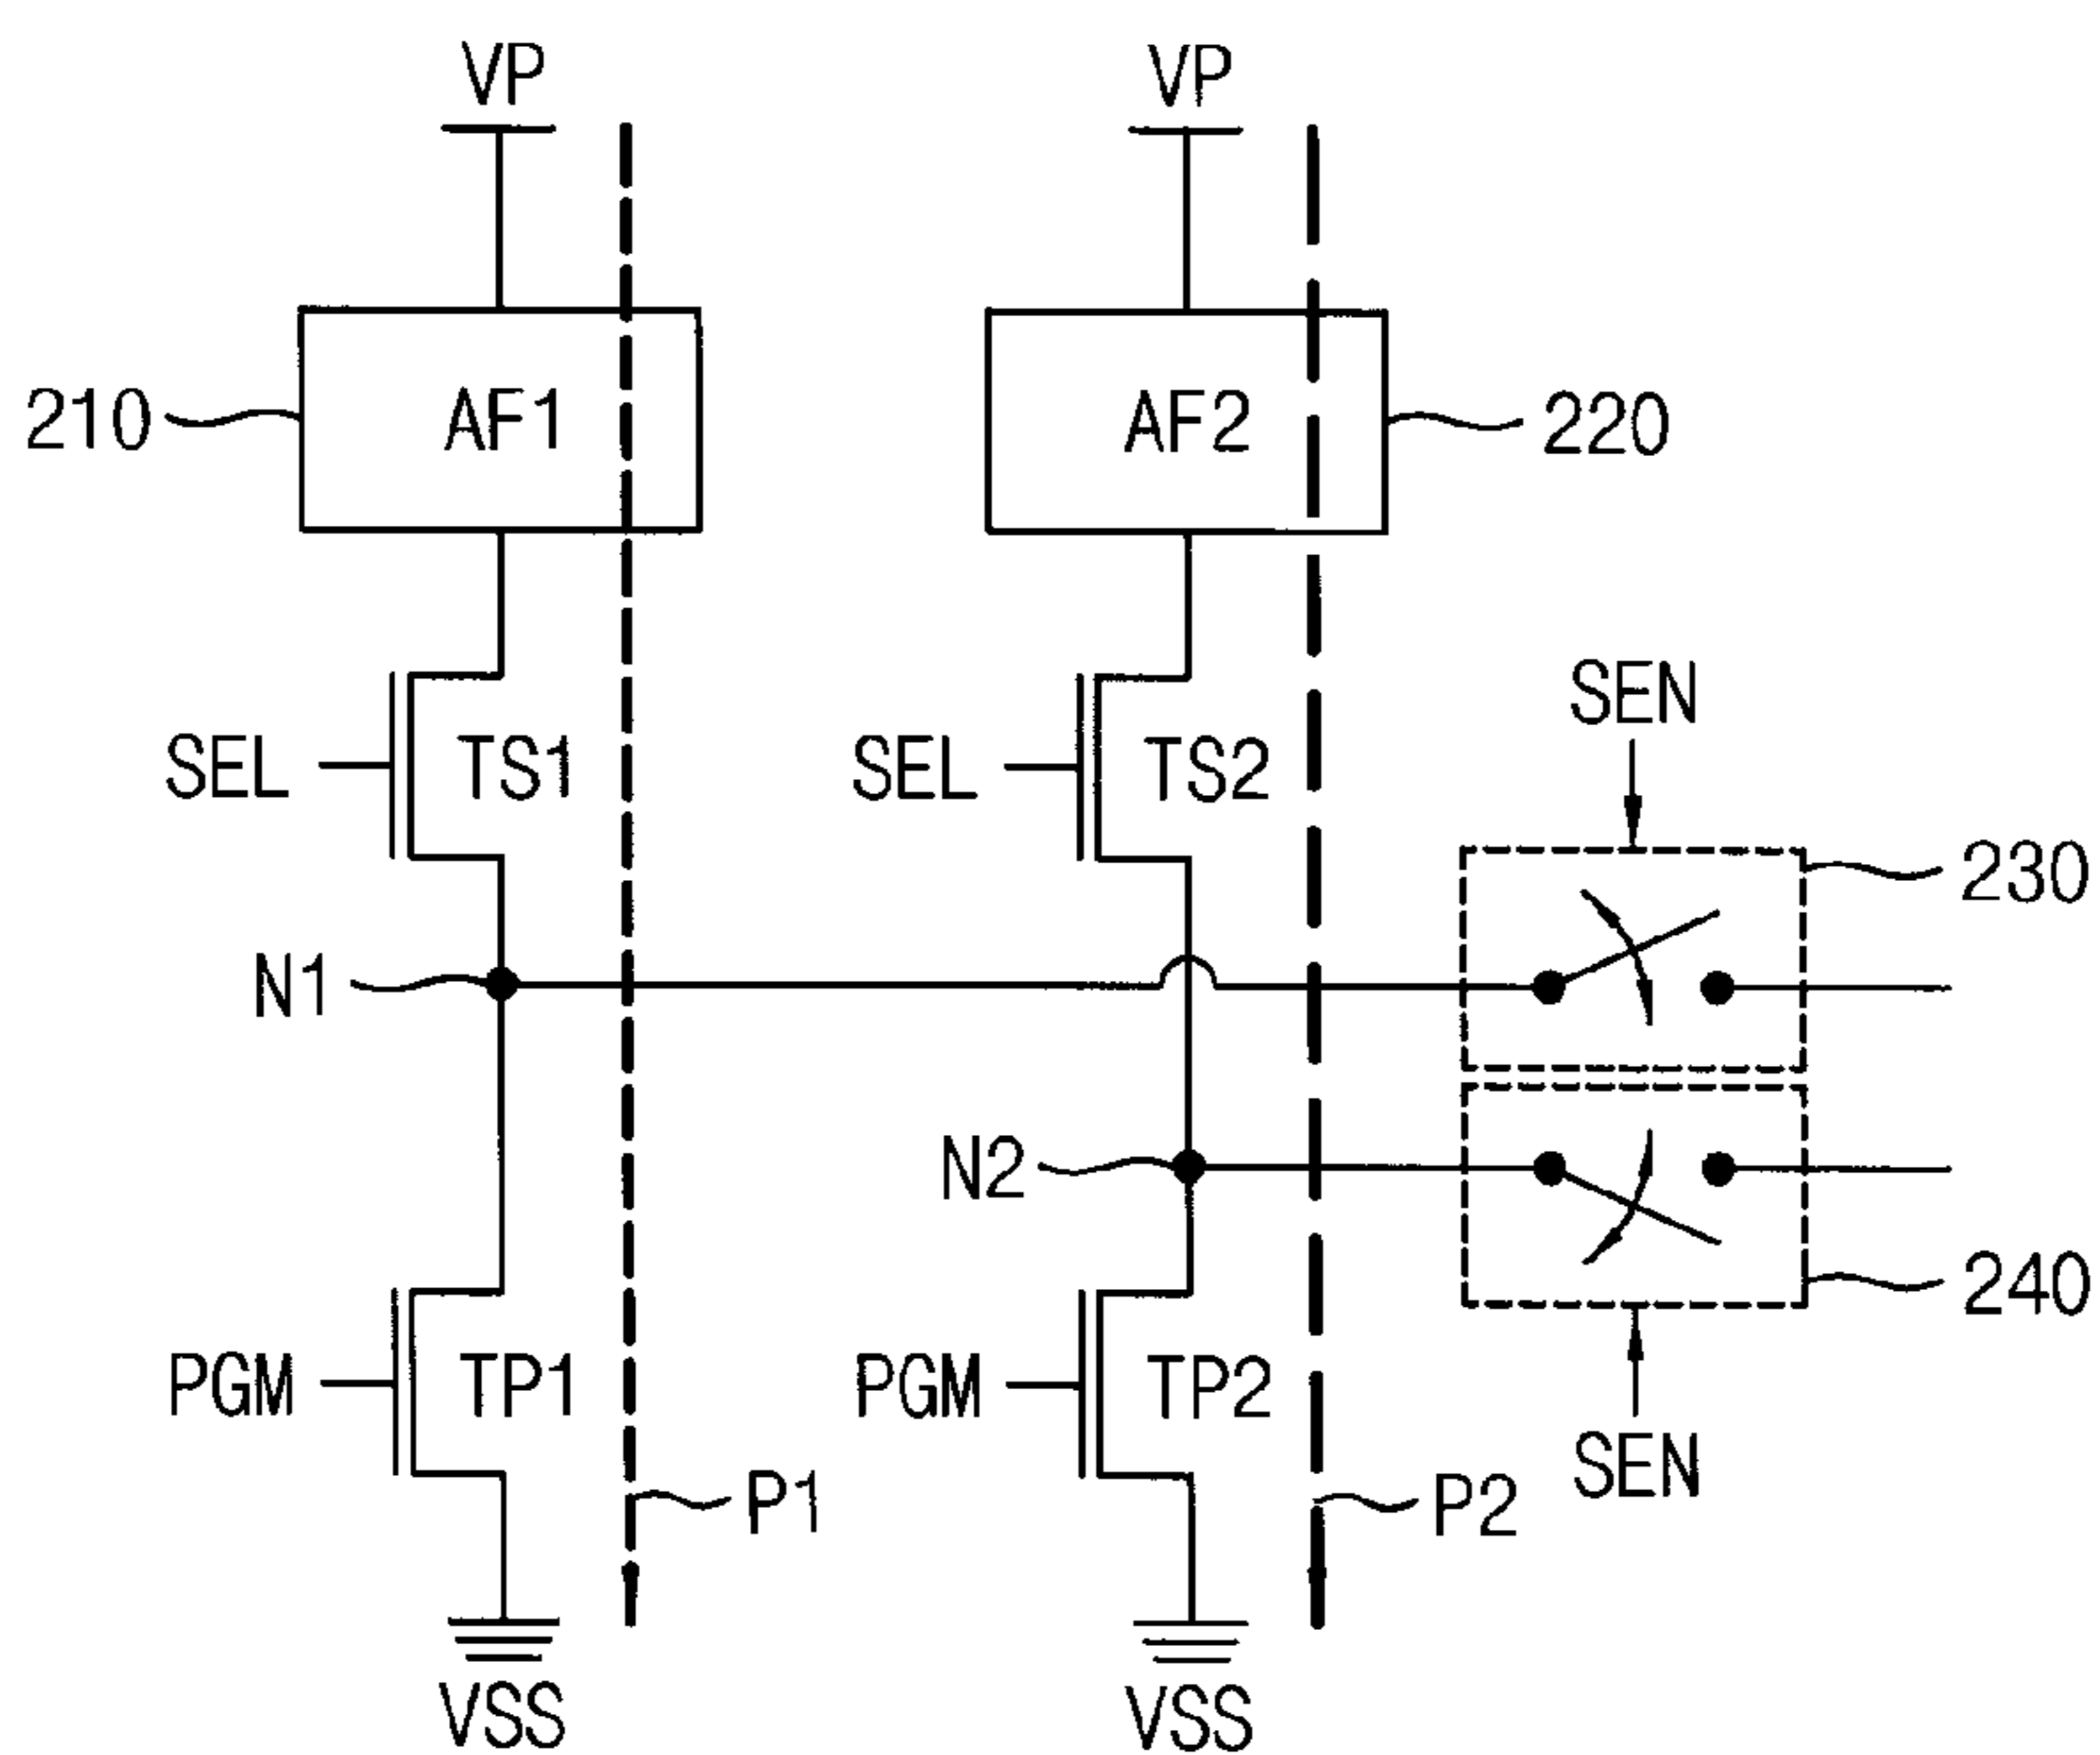 VP VP
210 AF1 AF2 220
SEN
SEL TS1 SEL TS2
230
N1
N2
240
PGM TP1 PGM TP2
SEN
P1 P2
VSS VSS